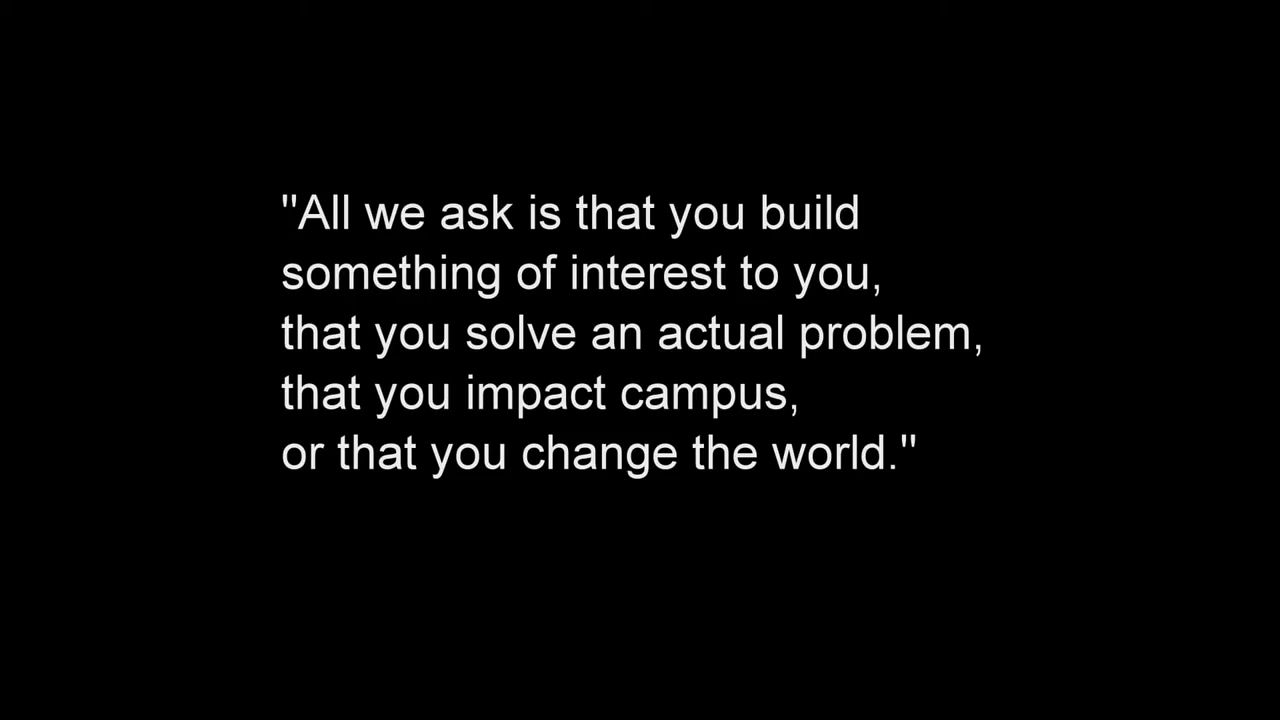 "All we ask is that you build
something of interest to you,
that you solve an actual problem,
that you impact campus,
or that you change the world."